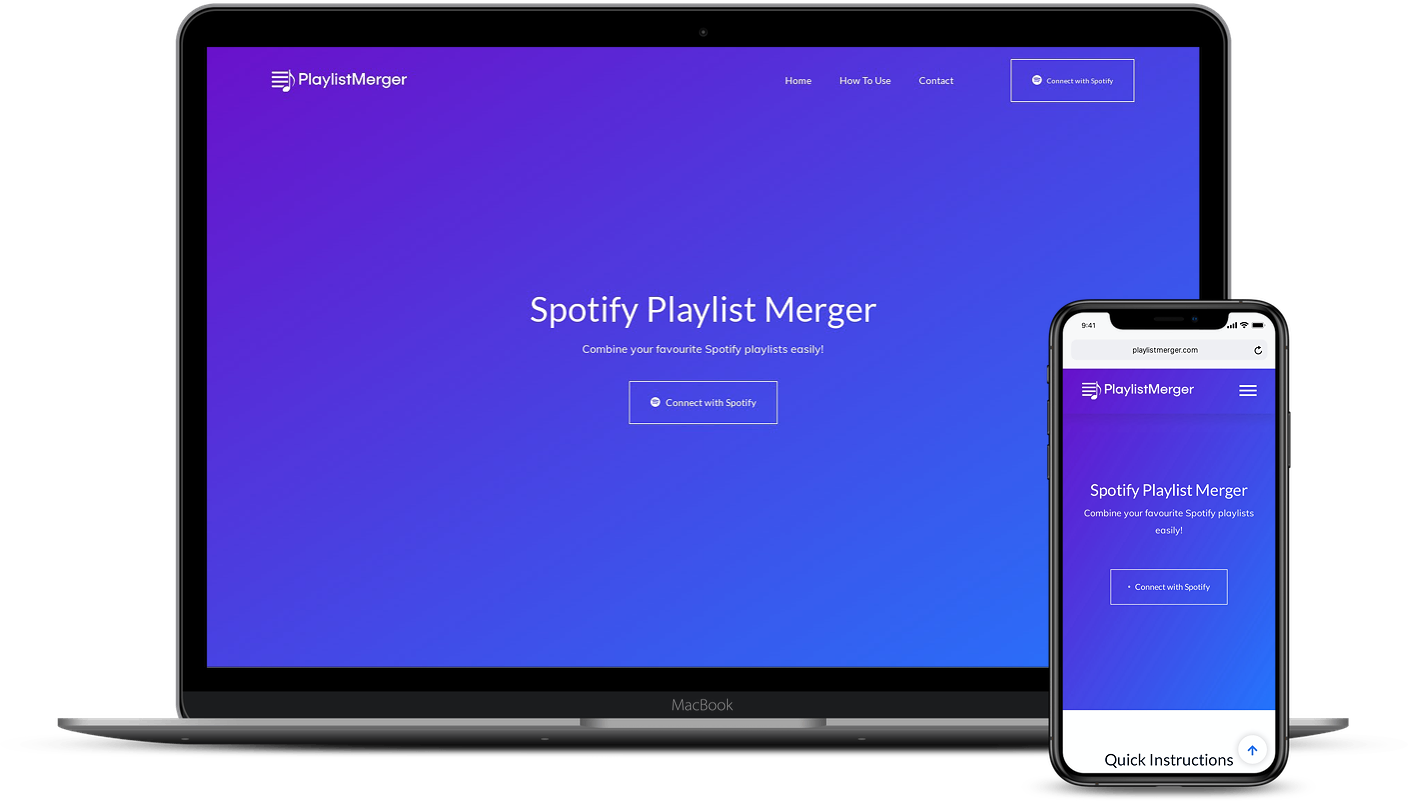 PlaylistMerger
Home
How To Use
Contact
Connect with Spotify
Spotify Playlist Merger
Combine your favourite Spotify playlists easily!
Connect with Spotify
MacBook
9:41
playlistmerger.com
PlaylistMerger
Spotify Playlist Merger
Combine your favourite Spotify playlists
easily!
Connect with Spotify
Quick Instructions